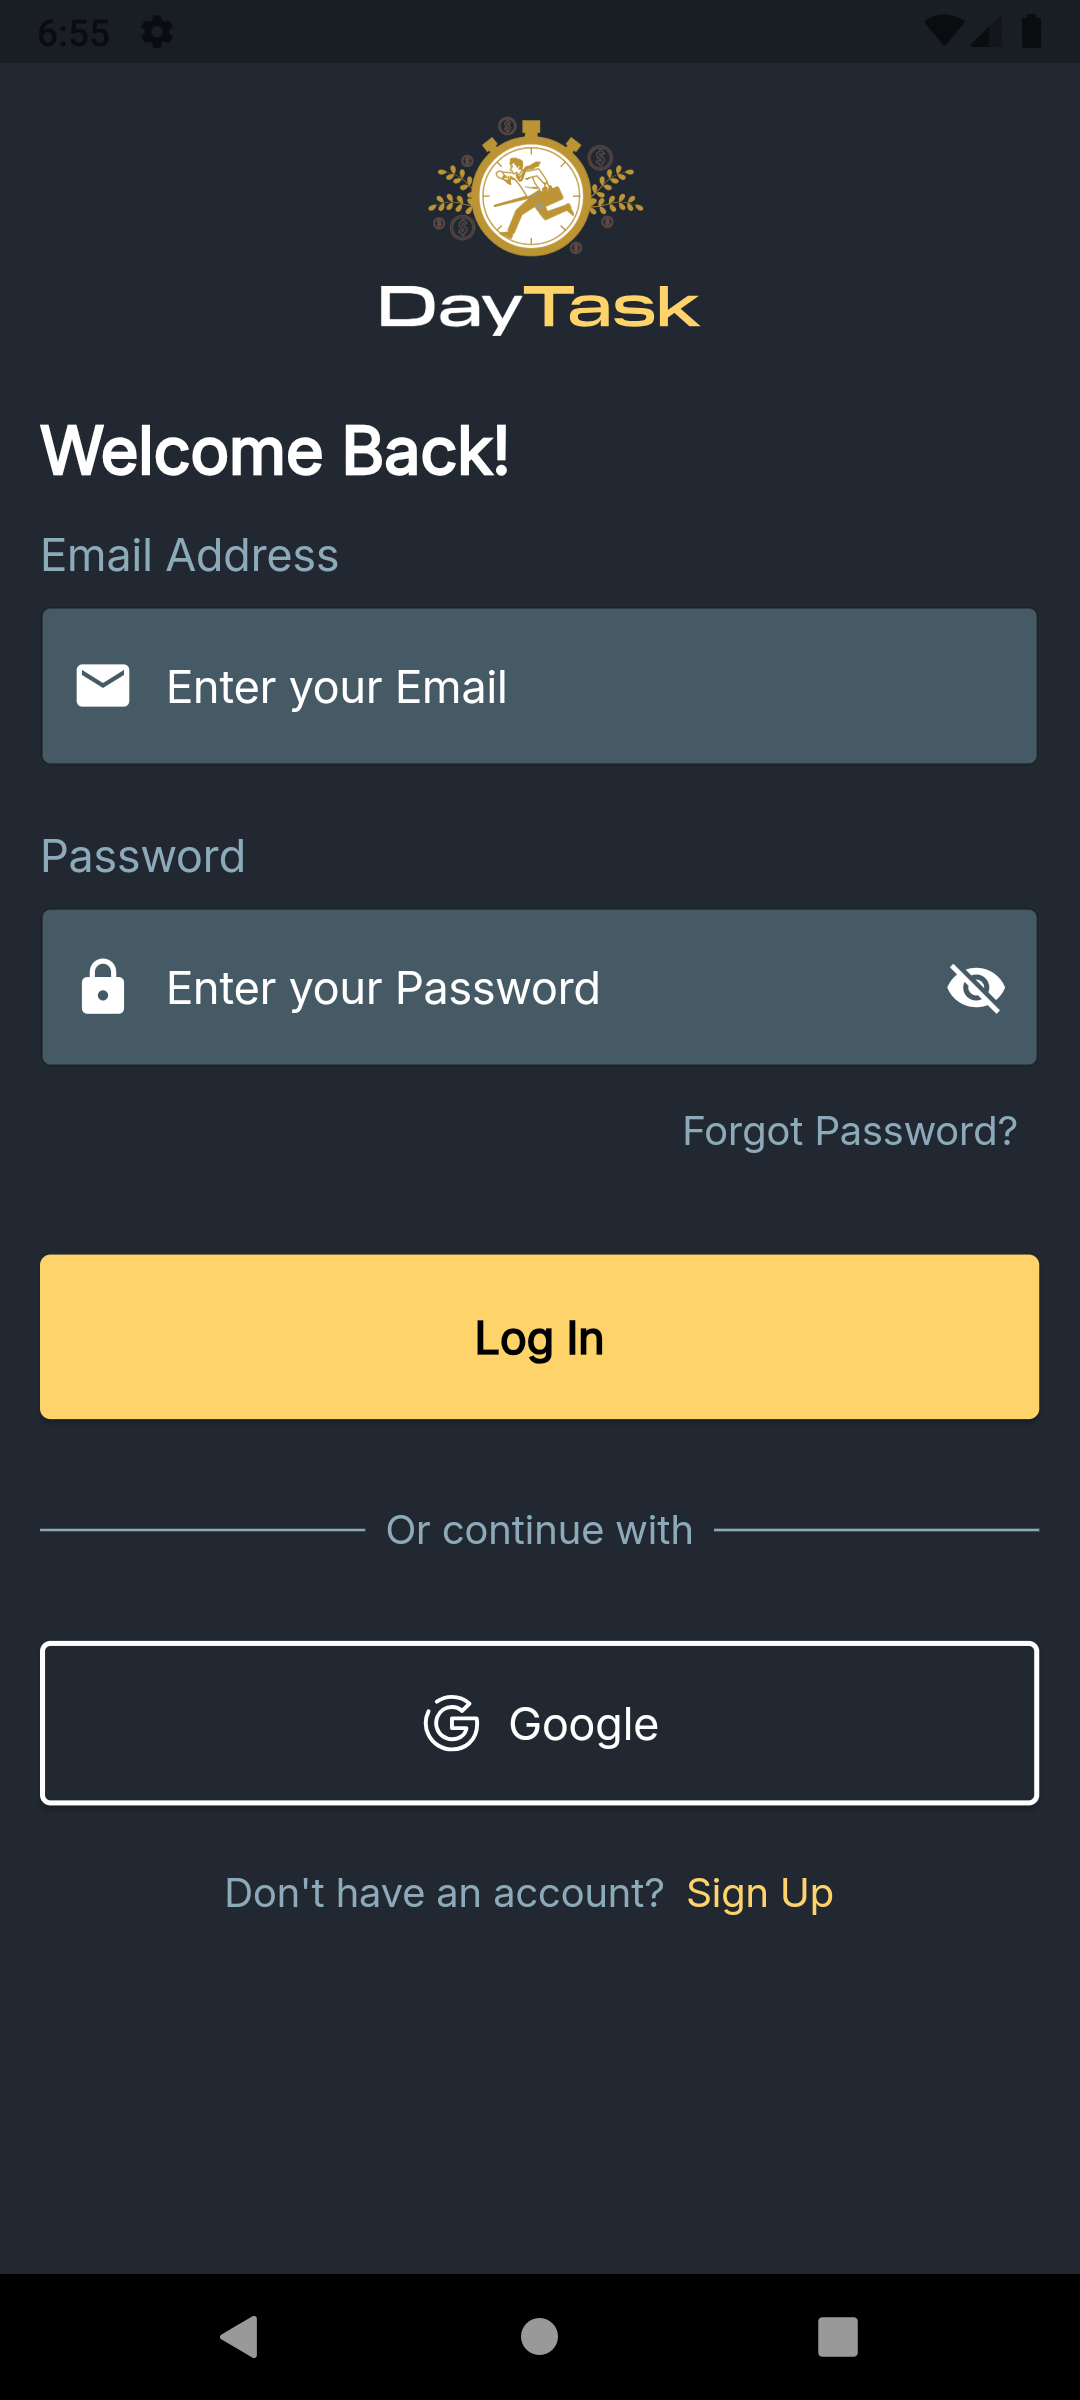 6:55
DayTask
Welcome Back!
Email Address
Enter your Email
Password
Enter your Password
Forgot Password?
Log In
Or continue with
Google
Don't have an account? Sign Up